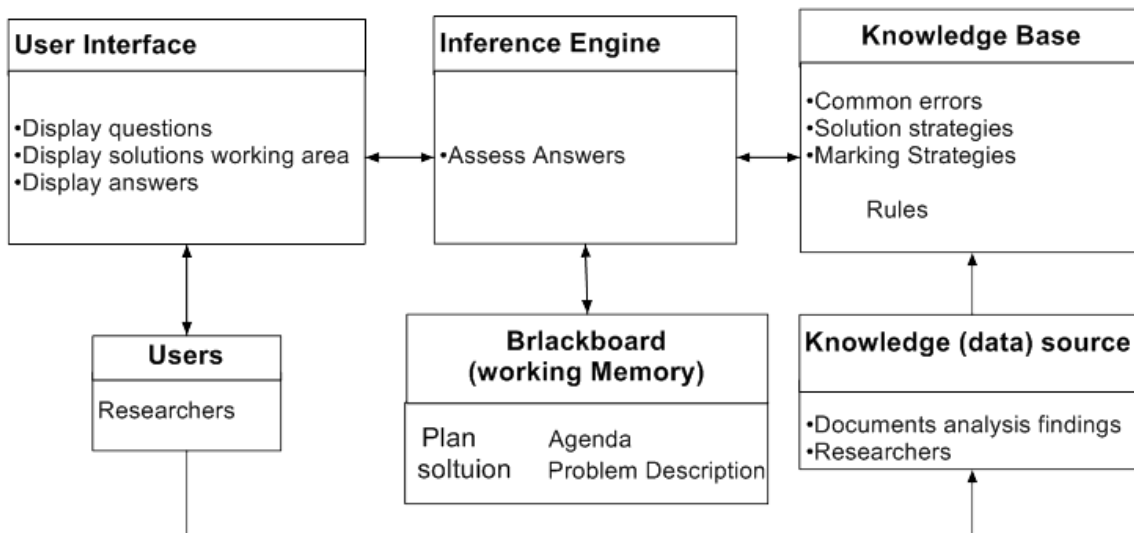 User Interface
•Display questions
•Display solutions working area
•Display answers
Inference Engine
•Assess Answers
Knowledge Base
•Common errors
•Solution strategies
•Marking Strategies
Rules
Users
Researchers
Brlackboard
(working Memory)
Plan Agenda
soltuion Problem Description
Knowledge (data) source
•Documents analysis findings
•Researchers